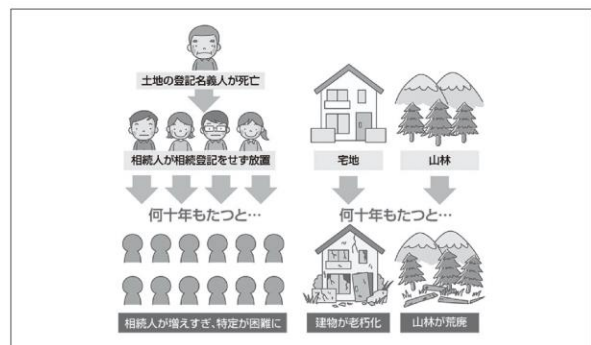 土地の登記名義人が死亡
相続人が相続登記をせず放置
何十年もたつと…
相続人が増えすぎ、特定が困難に
宅地
山林
何十年もたつと…
建物が老朽化
山林が荒廃